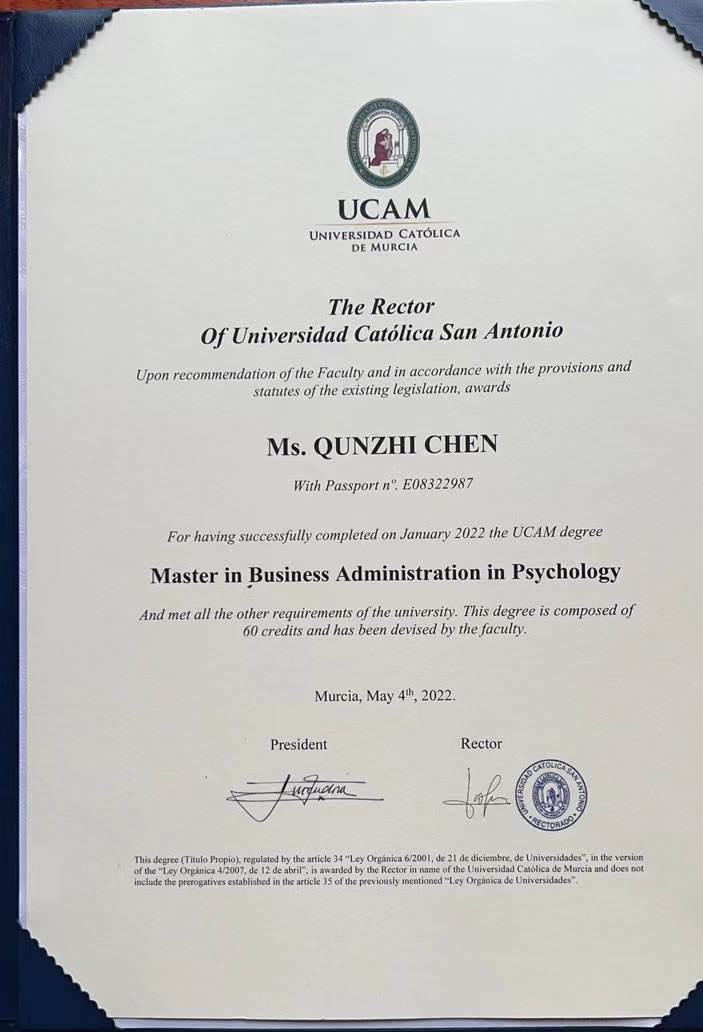 UCAM
UNIVERSIDAD CATÓLICA
DE MURCIA
The Rector
Of Universidad Católica San Antonio
Upon recommendation of the Faculty and in accordance with the provisions and
statutes of the existing legislation, awards
Ms. QUNZHI CHEN
With Passport nº. E08322987
For having successfully completed on January 2022 the UCAM degree
Master in Business Administration in Psychology
And met all the other requirements of the university. This degree is composed of
60 credits and has been devised by the faculty.
Murcia, May 4th, 2022.
President
Rector
UNIVERSIDAD CATOLICA SAN ANTONIO
RECTORADO
This degree (Título Propio), regulated by the article 34 “Ley Orgánica 6/2001, de 21 de diciembre, de Universidades”, in the version
of the “Ley Orgánica 4/2007, de 12 de abril”, is awarded by the Rector in name of the Universidad Católica de Murcia and does not
include the prerogatives established in the article 35 of the previously mentioned “Ley Orgánica de Universidades”.